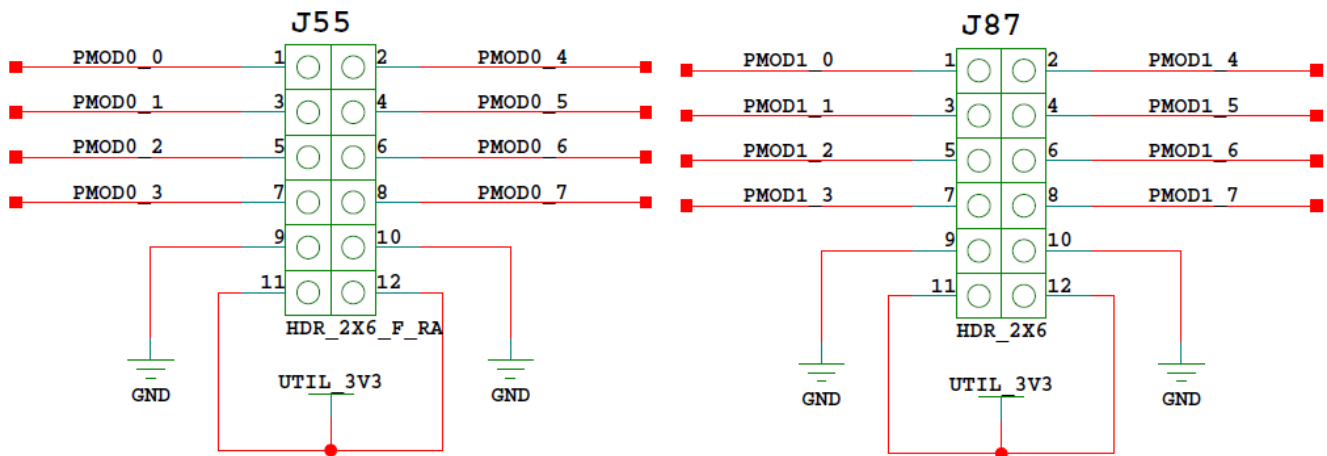 J55
PMOD0_0 1 2 PMOD0_4
PMOD0_1 3 4 PMOD0_5
PMOD0_2 5 6 PMOD0_6
PMOD0_3 7 8 PMOD0_7
9 10
11 12
HDR_2X6_F_RA
UTIL_3V3
GND GND
J87
PMOD1_0 1 2 PMOD1_4
PMOD1_1 3 4 PMOD1_5
PMOD1_2 5 6 PMOD1_6
PMOD1_3 7 8 PMOD1_7
9 10
11 12
HDR_2X6
UTIL_3V3
GND GND